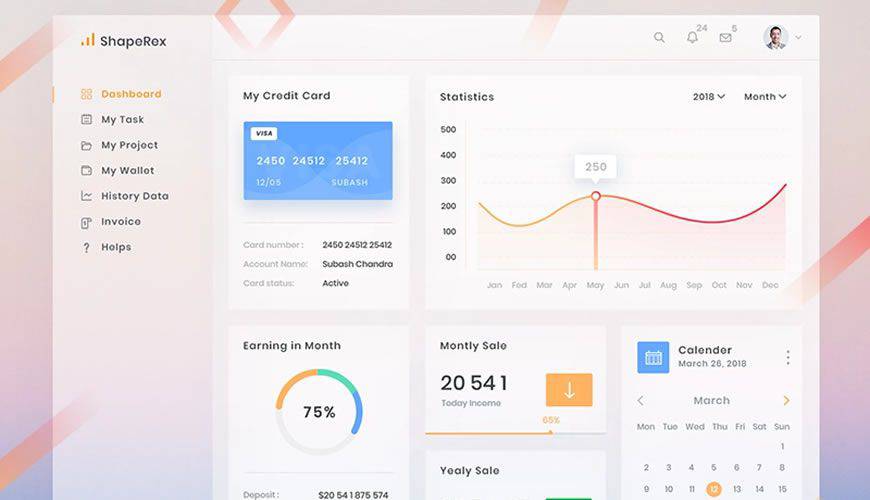 ShapeRex
24
5
Dashboard
My Task
My Project
My Wallet
History Data
Invoice
Helps
My Credit Card
VISA
2450 24512 25412
12/05 SUBASH
Card number : 2450 24512 25412
Account Name: Subash Chandra
Card status: Active
Statistics
2018 Month
500
400
300
200
100
00
250
Jan Fed Mar Apr May Jun Jul Aug Sep Oct Nov Dec
Earning in Month
75%
Deposit : $20 54 1 875 574
Montly Sale
20 54 1
Today Income
65%
Yealy Sale
Calender
March 26, 2018
March
Mon Tue Wed Thu Fri Sat Sun
1
2 3 4 5 6 7 8
9 10 11 12 13 14 15